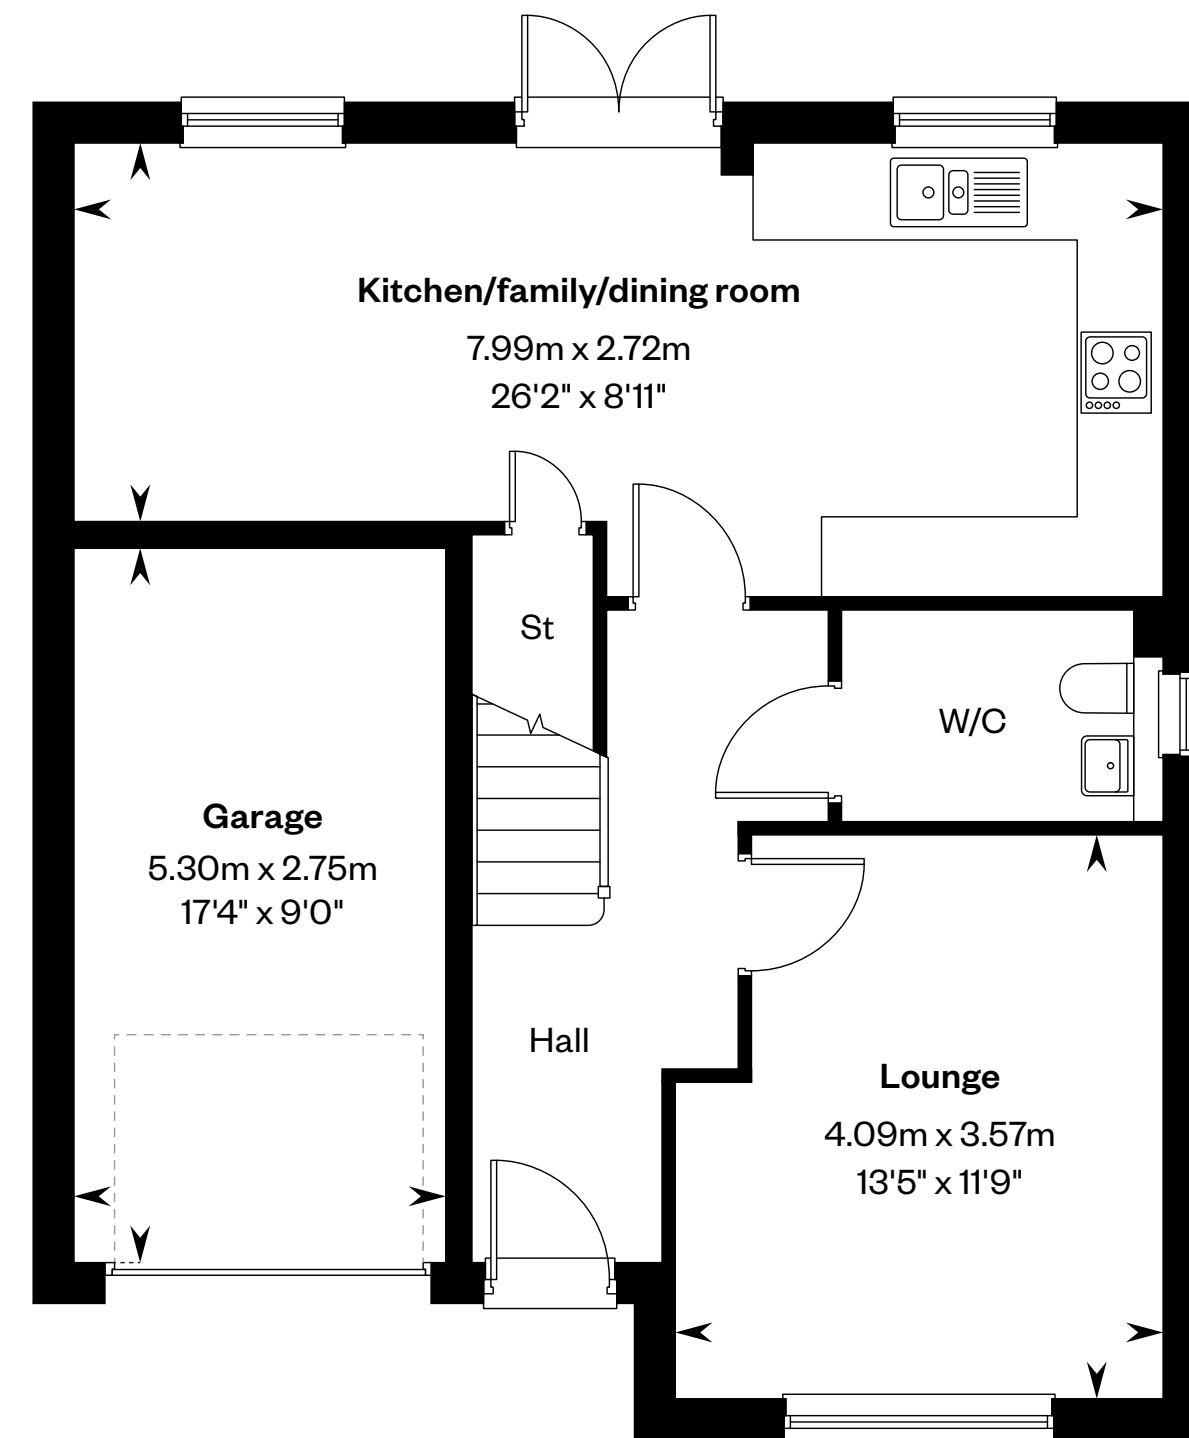 Kitchen/family/dining room
7.99m x 2.72m
26'2" x 8'11"
St
W/C
Garage
5.30m x 2.75m
17'4" x 9'0"
Hall
Lounge
4.09m x 3.57m
13'5" x 11'9"